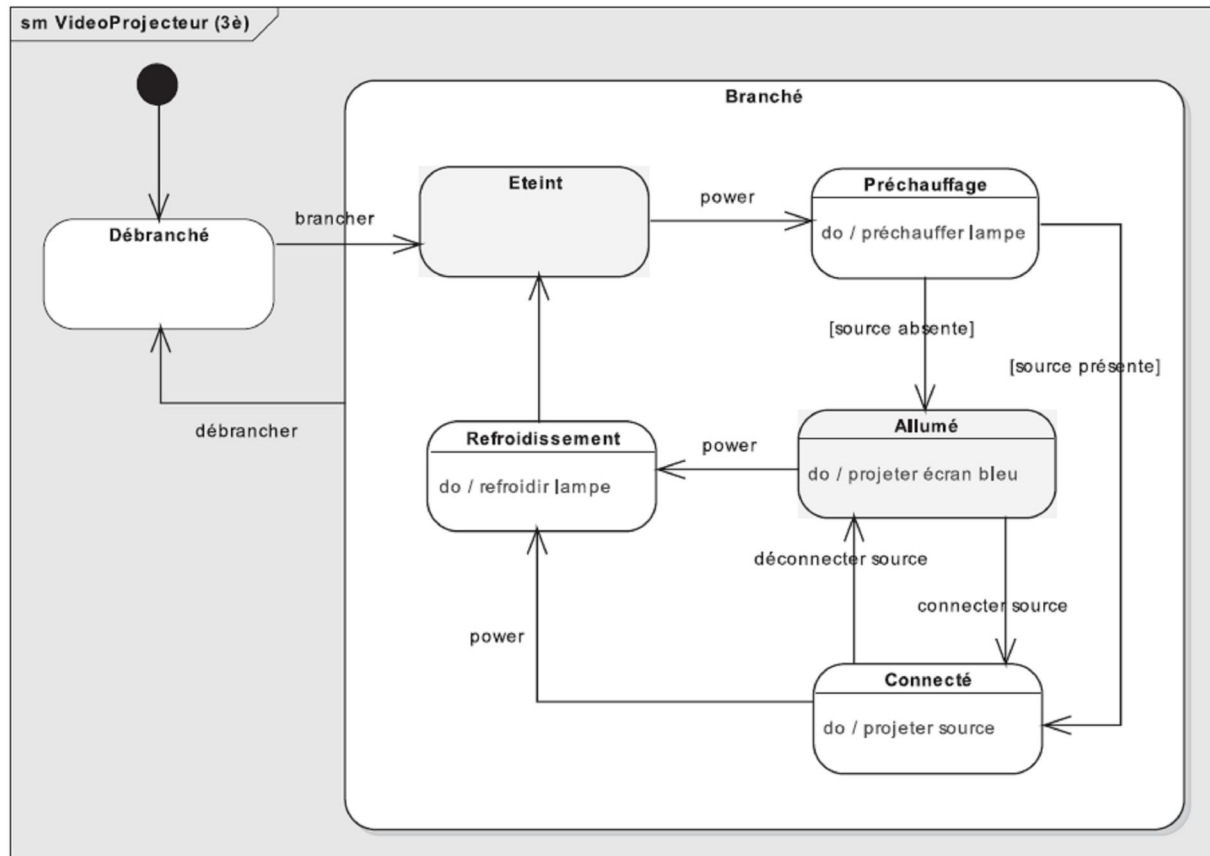 sm VideoProjecteur (3è)
Branché
Eteint
Préchauffage
power
brancher
Débranché
do / préchauffer lampe
[source absente]
[source présente]
débrancher
Refroidissement
Allumé
power
do / refroidir lampe
do / projeter écran bleu
déconnecter source
connecter source
power
Connecté
do / projeter source